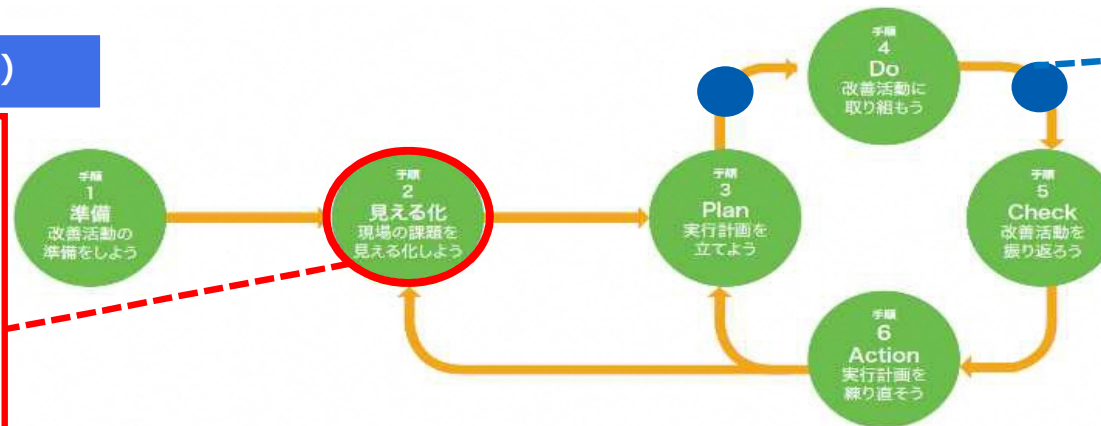 ）
手順
1
準備
改善活動の
準備をしよう
手順
2
見える化
現場の課題を
見える化しよう
手順
3
Plan
実行計画を
立てよう
手順
4
Do
改善活動に
取り組もう
手順
5
Check
改善活動を
振り返ろう
手順
6
Action
実行計画を
練り直そう